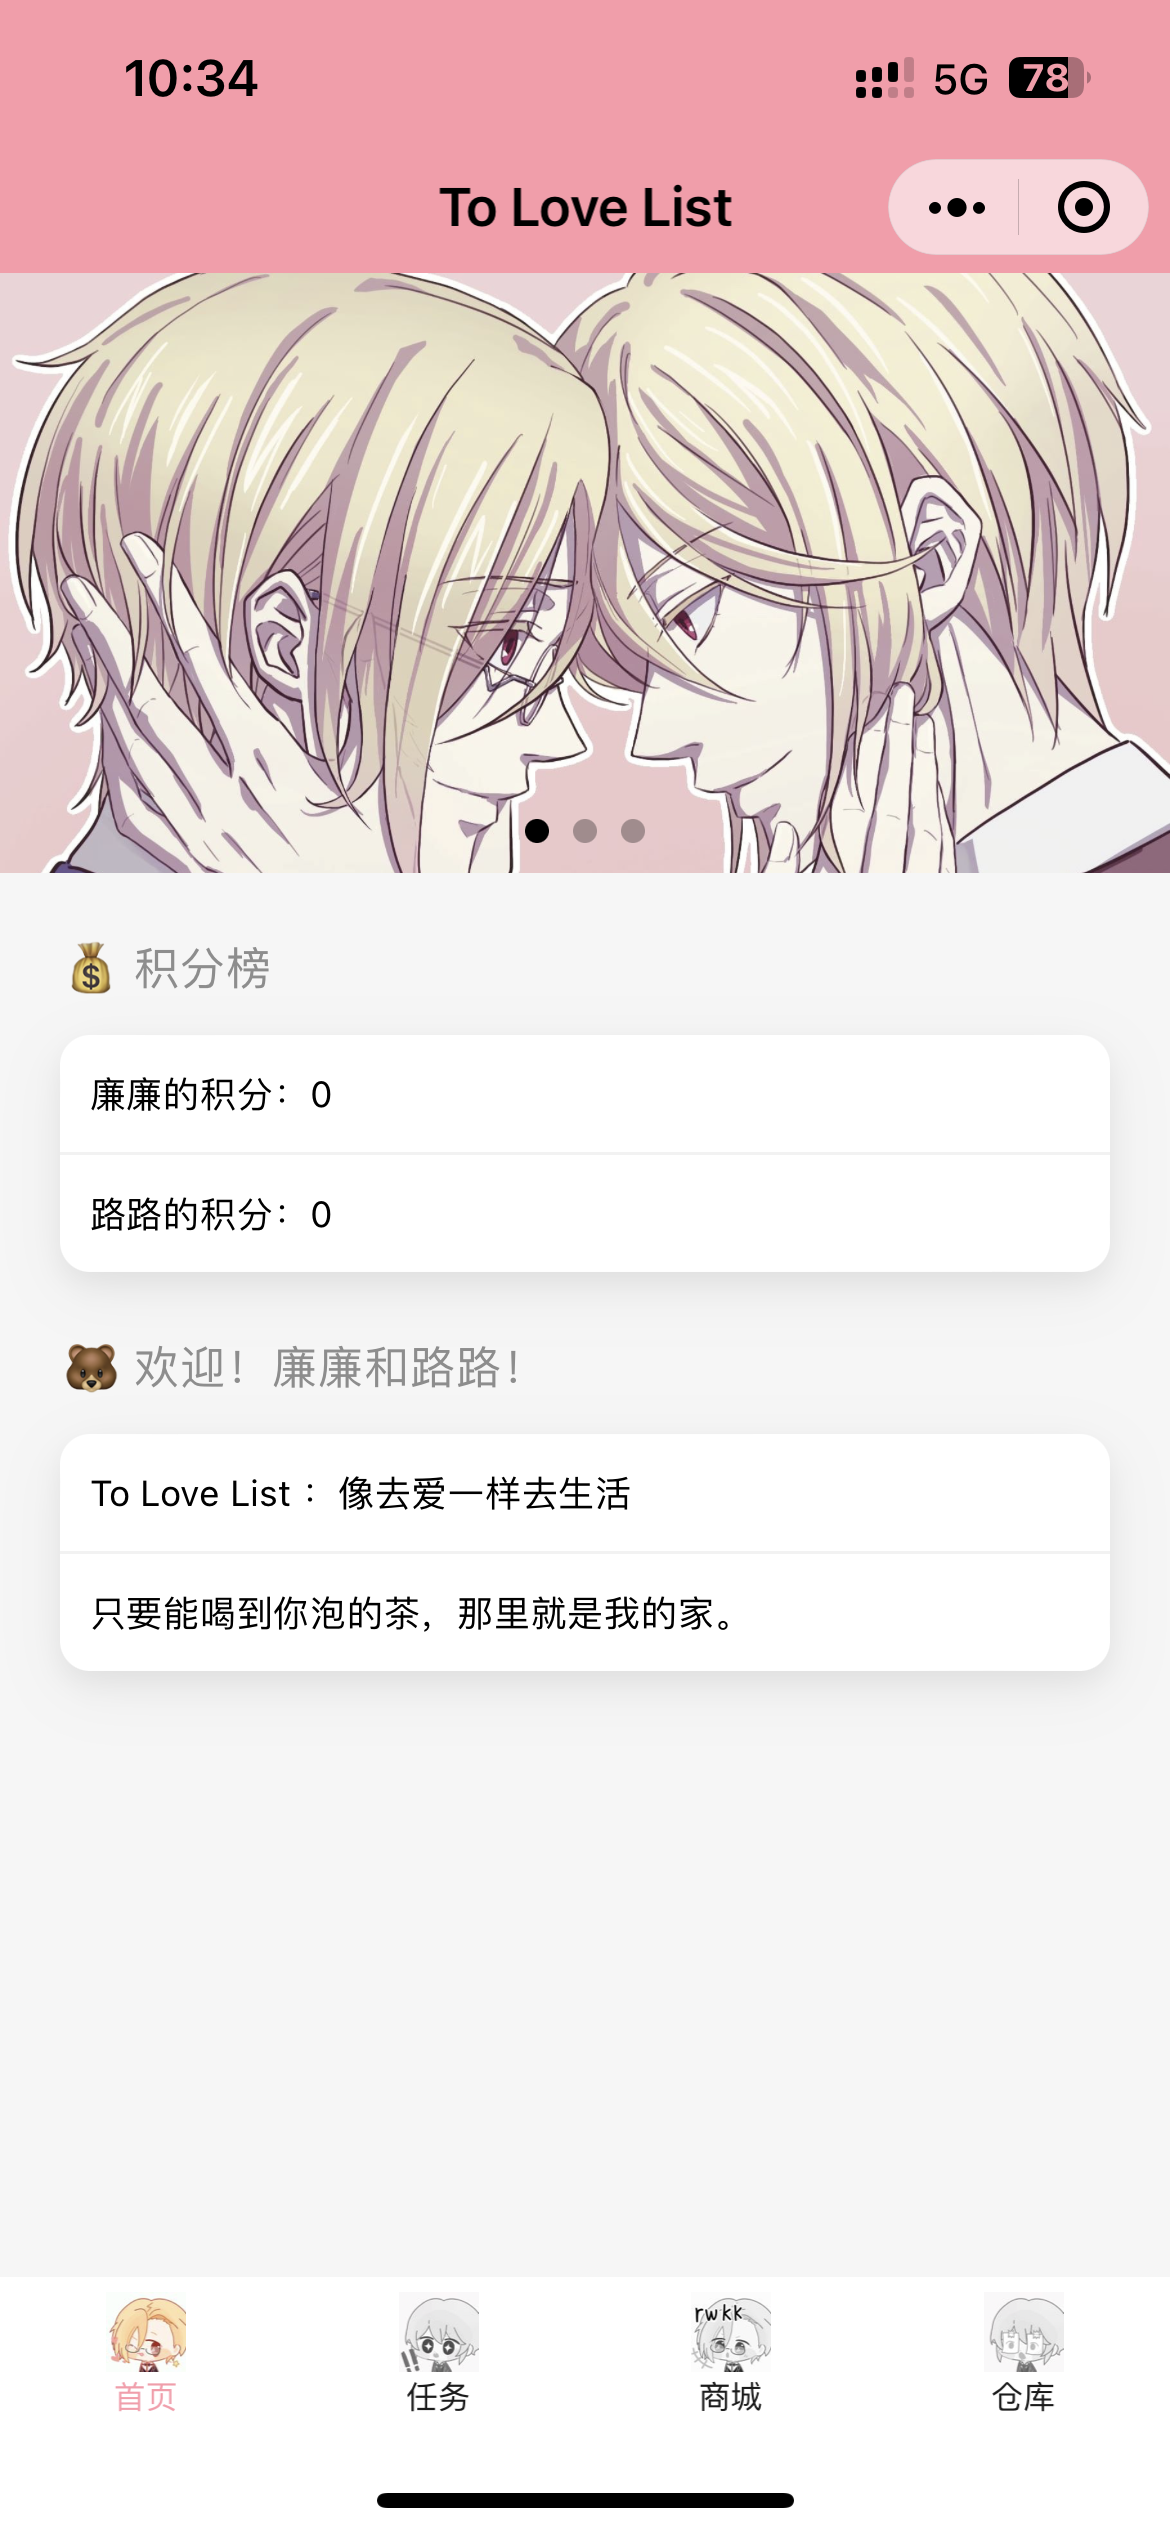 10:34
5G
78
To Love List
积分榜
廉廉的积分：0
路路的积分：0
欢迎！廉廉和路路！
To Love List ：像去爱一样去生活
只要能喝到你泡的茶，那里就是我的家。
rwkk
首页
任务
商城
仓库